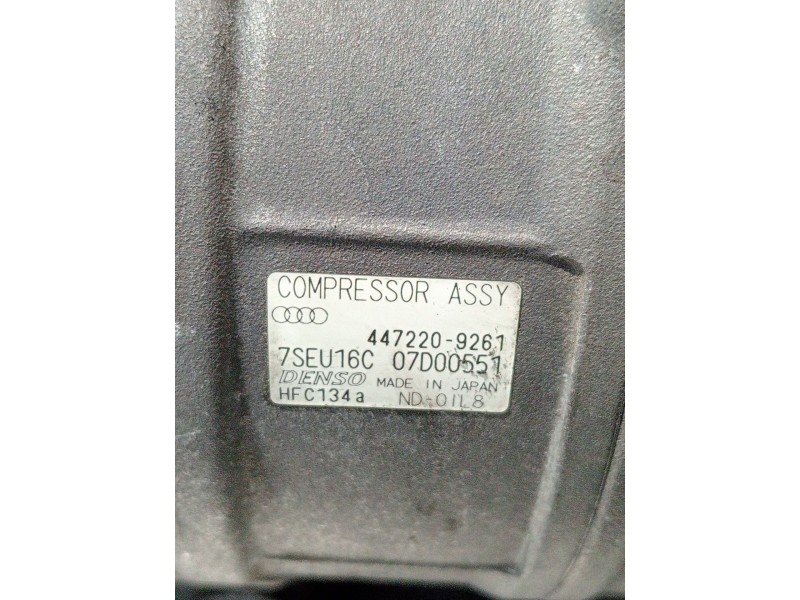 COMPRESSOR ASSY
447220-9261
7SEU16C 07D00551
DENSO MADE IN JAPAN
HFC134a ND-OIL8